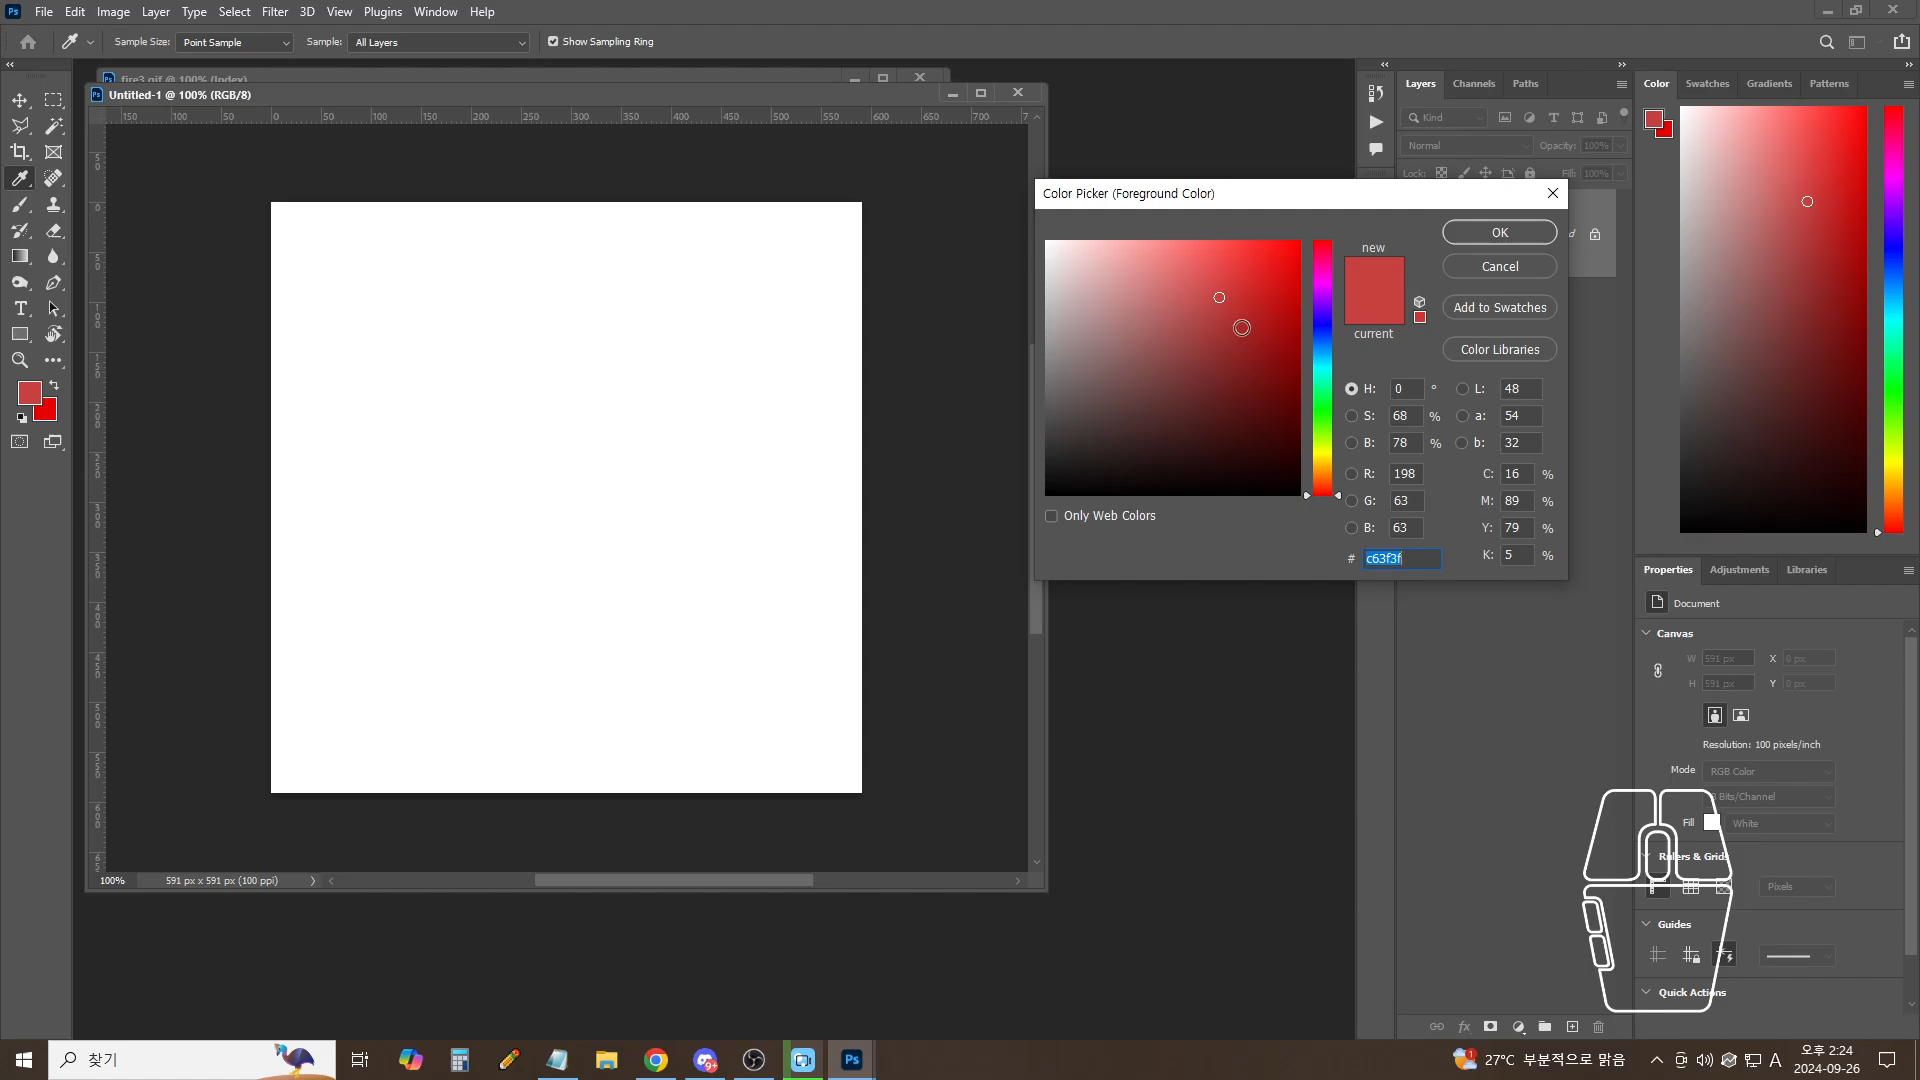 Ps File Edit Image Layer Type Select Filter 3D View Plugins Window Help
Sample Size: Point Sample Sample: All Layers Show Sampling Ring
fire3.gif @ 100% (Index)
Ps Untitled-1 @ 100% (RGB/8)
150 100 50 0 50 100 150 200 250 300 350 400 450 500 550 600 650 700
Layers Channels Paths
Kind
Normal Opacity: 100%
Lock: Fill: 100%
Color Swatches Gradients Patterns
Color Picker (Foreground Color)
new
current
OK
Cancel
Add to Swatches
Color Libraries
H: 0 ° L: 48
S: 68 % a: 54
B: 78 % b: 32
R: 198 C: 16 %
G: 63 M: 89 %
B: 63 Y: 79 %
# c63f3f K: 5 %
Only Web Colors
Properties Adjustments Libraries
Document
Canvas
W 591 px X 0 px
H 591 px Y 0 px
Resolution: 100 pixels/inch
Mode RGB Color
Bits/Channel
Fill White
Rulers & Grids
Pixels
Guides
Quick Actions
fx
100% 591 px x 591 px (100 ppi)
찾기
9+
Ps
1
27°C 부분적으로 맑음
A
오후 2:24
2024-09-26